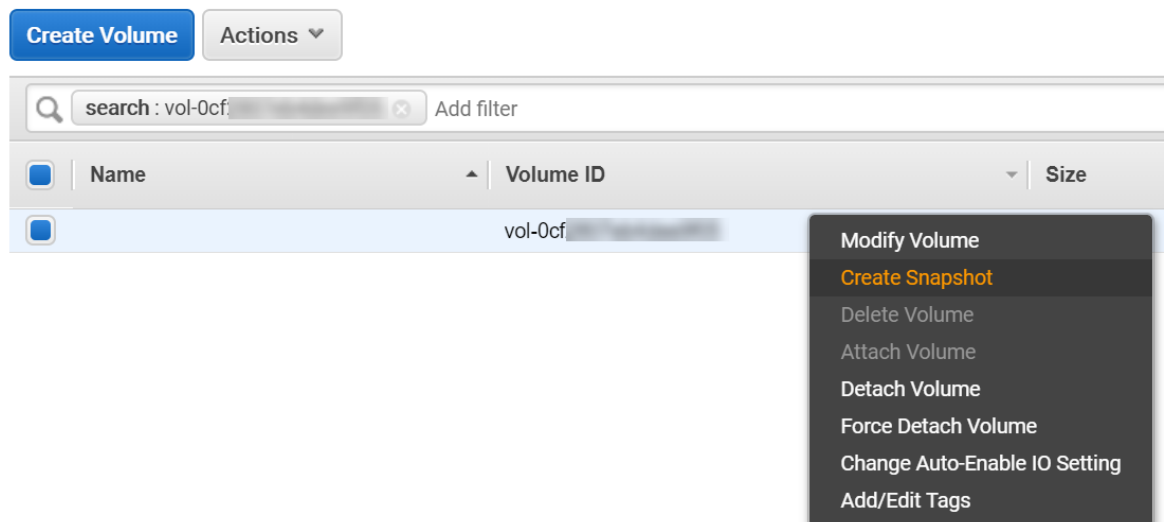 Create Volume Actions
search : vol-0cf Add filter
Name Volume ID Size
vol-0cf
Modify Volume
Create Snapshot
Delete Volume
Attach Volume
Detach Volume
Force Detach Volume
Change Auto-Enable IO Setting
Add/Edit Tags